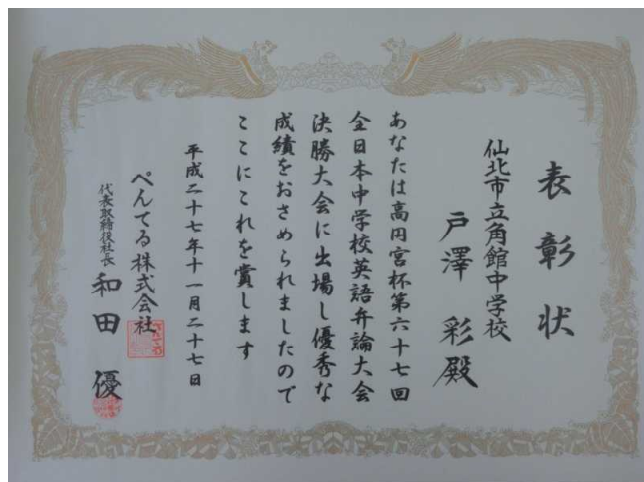 表彰状
仙北市立角館中学校
戸澤彩殿
あなたは高円宮杯第六十七回
全日本中学校英語弁論大会
決勝大会に出場し優秀な
成績をおさめられましたので
ここにこれを賞します
平成二十七年十一月二十七日
ぺんてる株式会社
代表取締役社長 和田優